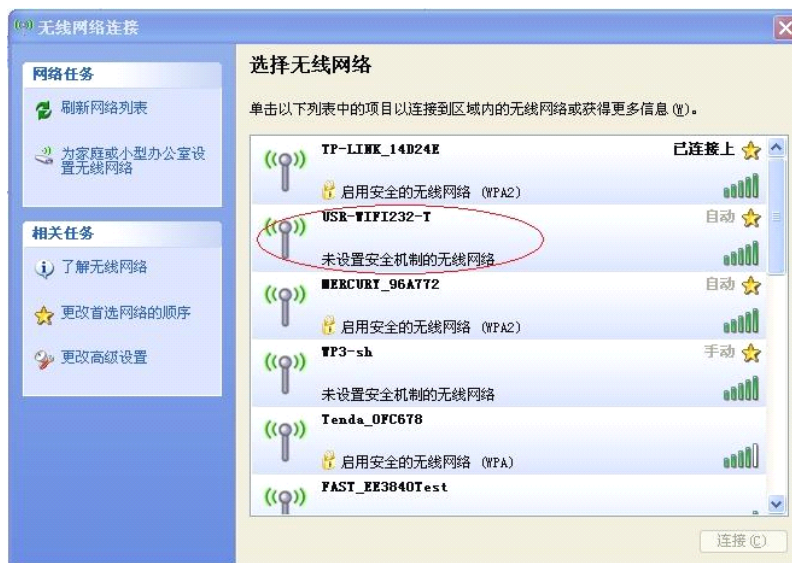 无线网络连接
网络任务
刷新网络列表
为家庭或小型办公室设
置无线网络
相关任务
了解无线网络
更改首选网络的顺序
更改高级设置
选择无线网络
单击以下列表中的项目以连接到区域内的无线网络或获得更多信息(W)。
TP-LINK_14D24E
已连接上
启用安全的无线网络 (WPA2)
USR-WIFI232-T
自动
未设置安全机制的无线网络
MERCURY_96A772
自动
启用安全的无线网络 (WPA2)
WP3-sh
手动
未设置安全机制的无线网络
Tenda_0FC678
启用安全的无线网络 (WPA)
FAST_EE3840Test
连接(C)